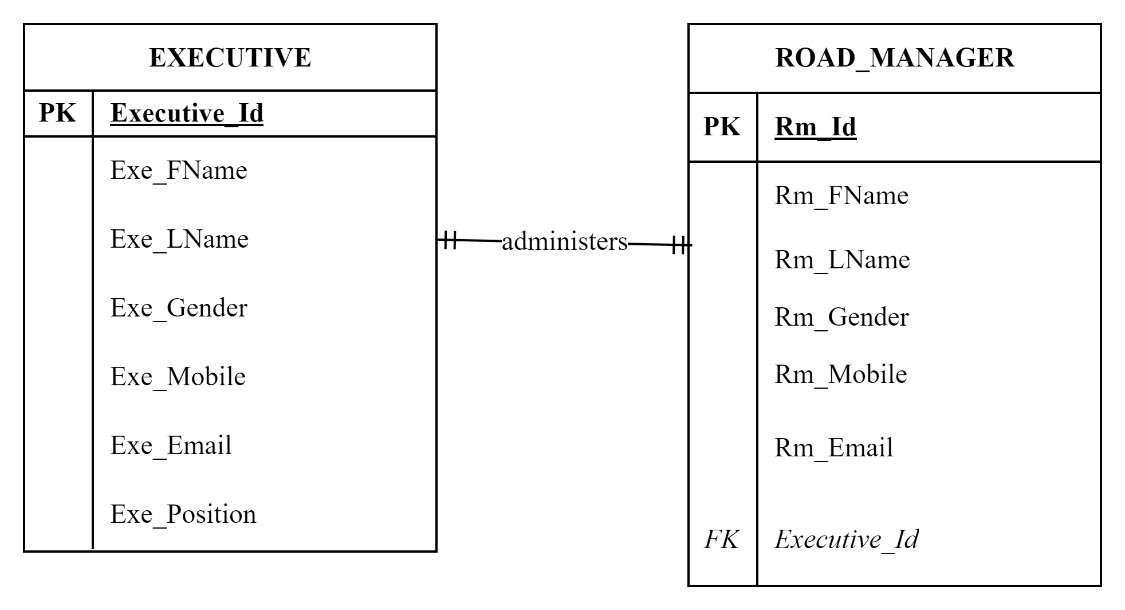 EXECUTIVE
PK Executive_Id
Exe_FName
Exe_LName
Exe_Gender
Exe_Mobile
Exe_Email
Exe_Position
administers
ROAD_MANAGER
PK Rm_Id
Rm_FName
Rm_LName
Rm_Gender
Rm_Mobile
Rm_Email
FK Executive_Id